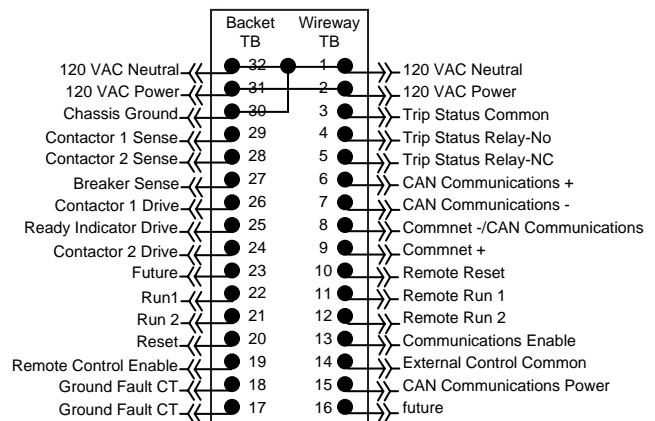 Backet Wireway
TB TB
120 VAC Neutral 32 1 120 VAC Neutral
120 VAC Power 31 2 120 VAC Power
Chassis Ground 30 3 Trip Status Common
Contactor 1 Sense 29 4 Trip Status Relay-No
Contactor 2 Sense 28 5 Trip Status Relay-NC
Breaker Sense 27 6 CAN Communications +
Contactor 1 Drive 26 7 CAN Communications -
Ready Indicator Drive 25 8 Commnet -/CAN Communications
Contactor 2 Drive 24 9 Commnet +
Future 23 10 Remote Reset
Run1 22 11 Remote Run 1
Run 2 21 12 Remote Run 2
Reset 20 13 Communications Enable
Remote Control Enable 19 14 External Control Common
Ground Fault CT 18 15 CAN Communications Power
Ground Fault CT 17 16 future